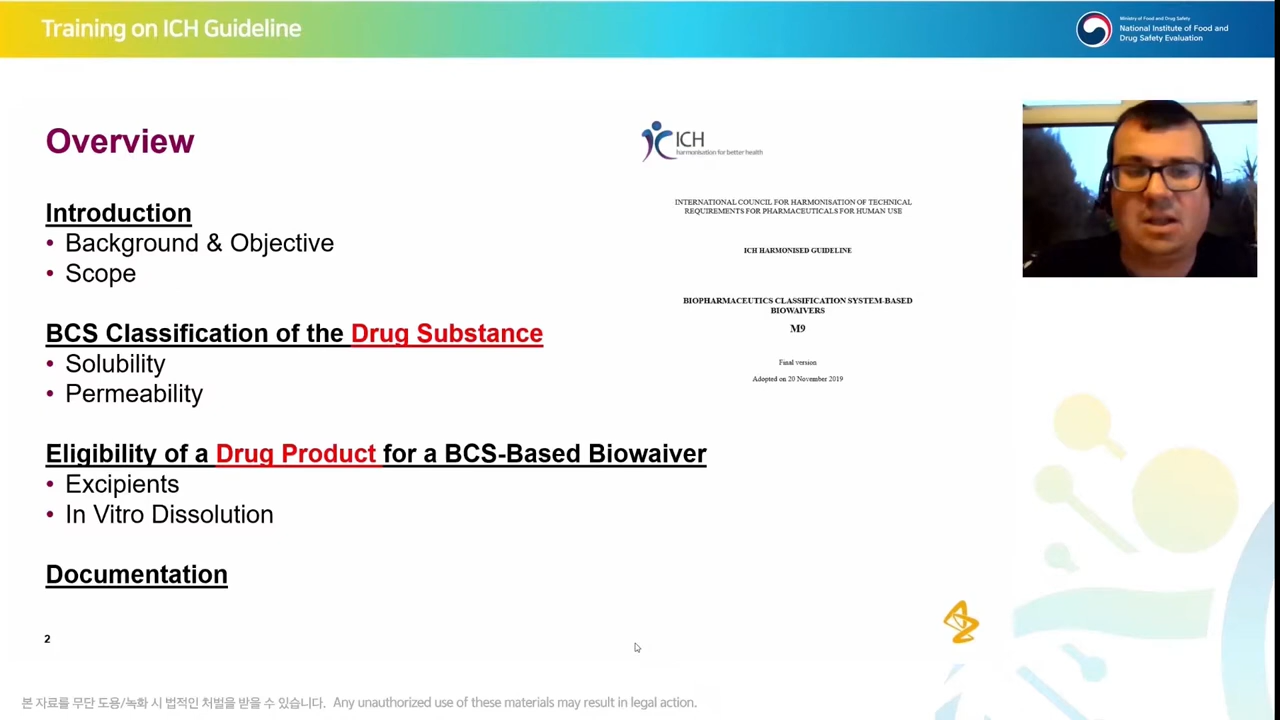 Training on ICH Guideline
Ministry of Food and Drug Safety
National Institute of Food and
Drug Safety Evaluation
Overview
Introduction
• Background & Objective
• Scope
BCS Classification of the Drug Substance
• Solubility
• Permeability
Eligibility of a Drug Product for a BCS-Based Biowaiver
• Excipients
• In Vitro Dissolution
Documentation
2
ICH
harmonisation for better health
INTERNATIONAL COUNCIL FOR HARMONISATION OF TECHNICAL
REQUIREMENTS FOR PHARMACEUTICALS FOR HUMAN USE
ICH HARMONISED GUIDELINE
BIOPHARMACEUTICS CLASSIFICATION SYSTEM-BASED
BIOWAIVERS
M9
Final version
Adopted on 20 November 2019
본 자료를 무단 도용/녹화 시 법적인 처벌을 받을 수 있습니다. Any unauthorized use of these materials may result in legal action.